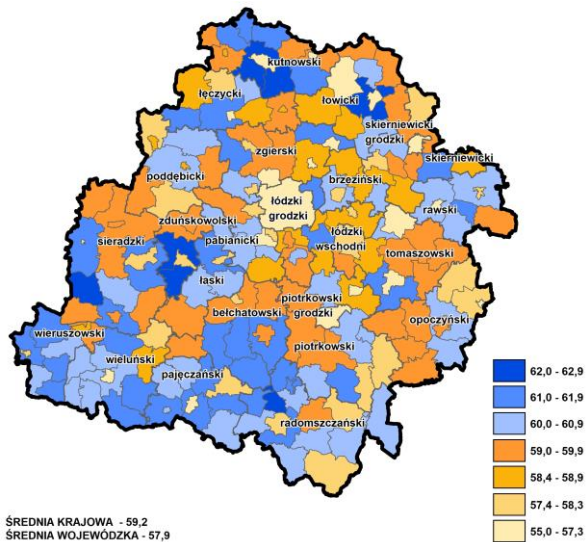 kutnowski
łęczycki
łowicki
skierniewicki
grodzki
zgierski
skierniewicki
poddębicki
brzeziński
rawski
łódzki
grodzki
zduńskowolski
sieradzki
pabianicki
łódzki
wschodni
tomaszowski
łaski
piotrkowski
grodzki
bełchatowski
opoczyński
wieruszowski
wieluński
piotrkowski
pajęczański
radomszczański
62,0 - 62,9
61,0 - 61,9
60,0 - 60,9
59,0 - 59,9
58,4 - 58,9
57,4 - 58,3
55,0 - 57,3
ŚREDNIA KRAJOWA - 59,2
ŚREDNIA WOJEWÓDZKA - 57,9